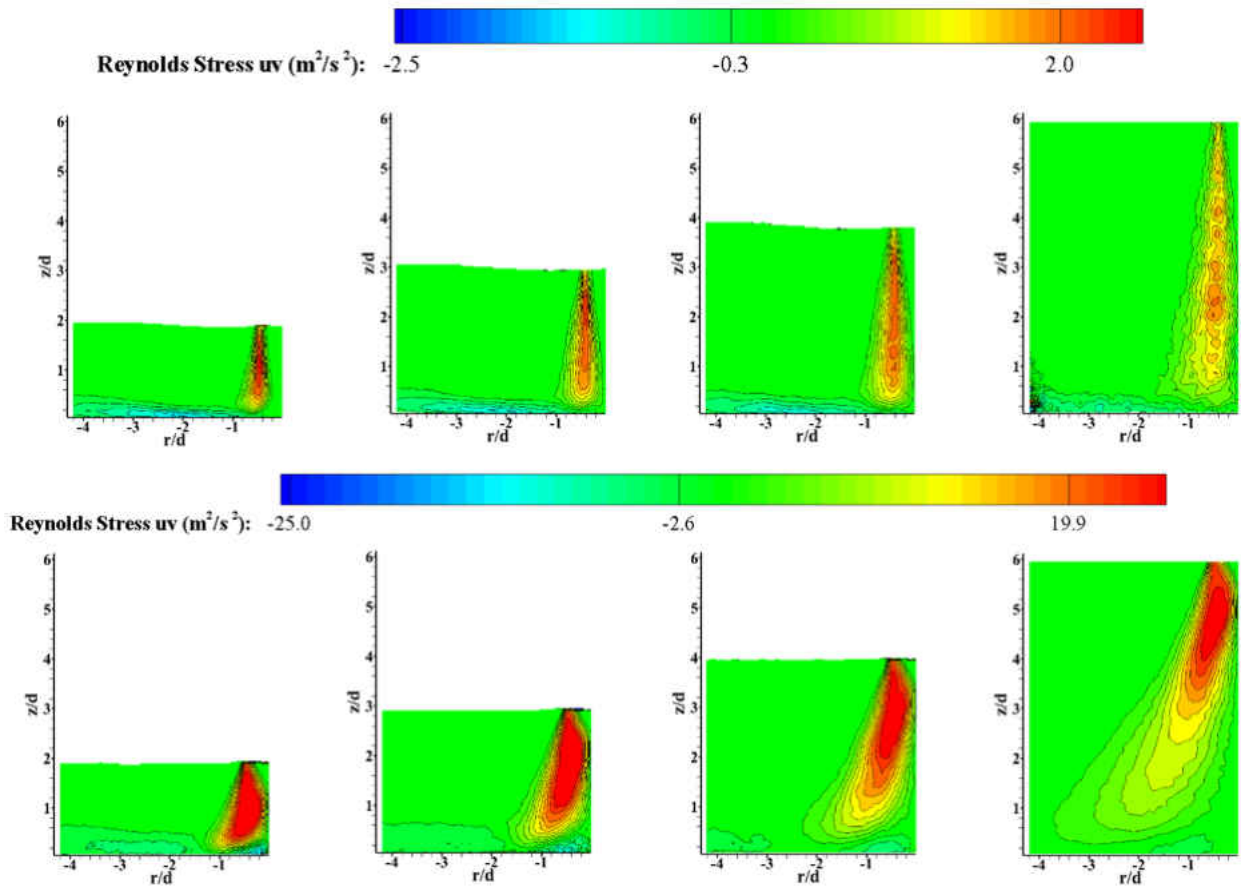 Reynolds Stress uv (m²/s²): -2.5 -0.3 2.0
6 6 6 6
5 5 5 5
z/d z/d z/d z/d
4 4 4 4
3 3 3 3
2 2 2 2
1 1 1 1
-4 -3 -2 -1 -4 -3 -2 -1 -4 -3 -2 -1 -4 -3 -2 -1
r/d r/d r/d r/d
Reynolds Stress uv (m²/s²): -25.0 -2.6 19.9
6 6 6 6
5 5 5 5
4 4 4 4
z/d z/d z/d z/d
3 3 3 3
2 2 2 2
1 1 1 1
-4 -3 -2 -1 -4 -3 -2 -1 -4 -3 -2 -1 -4 -3 -2 -1
r/d r/d r/d r/d